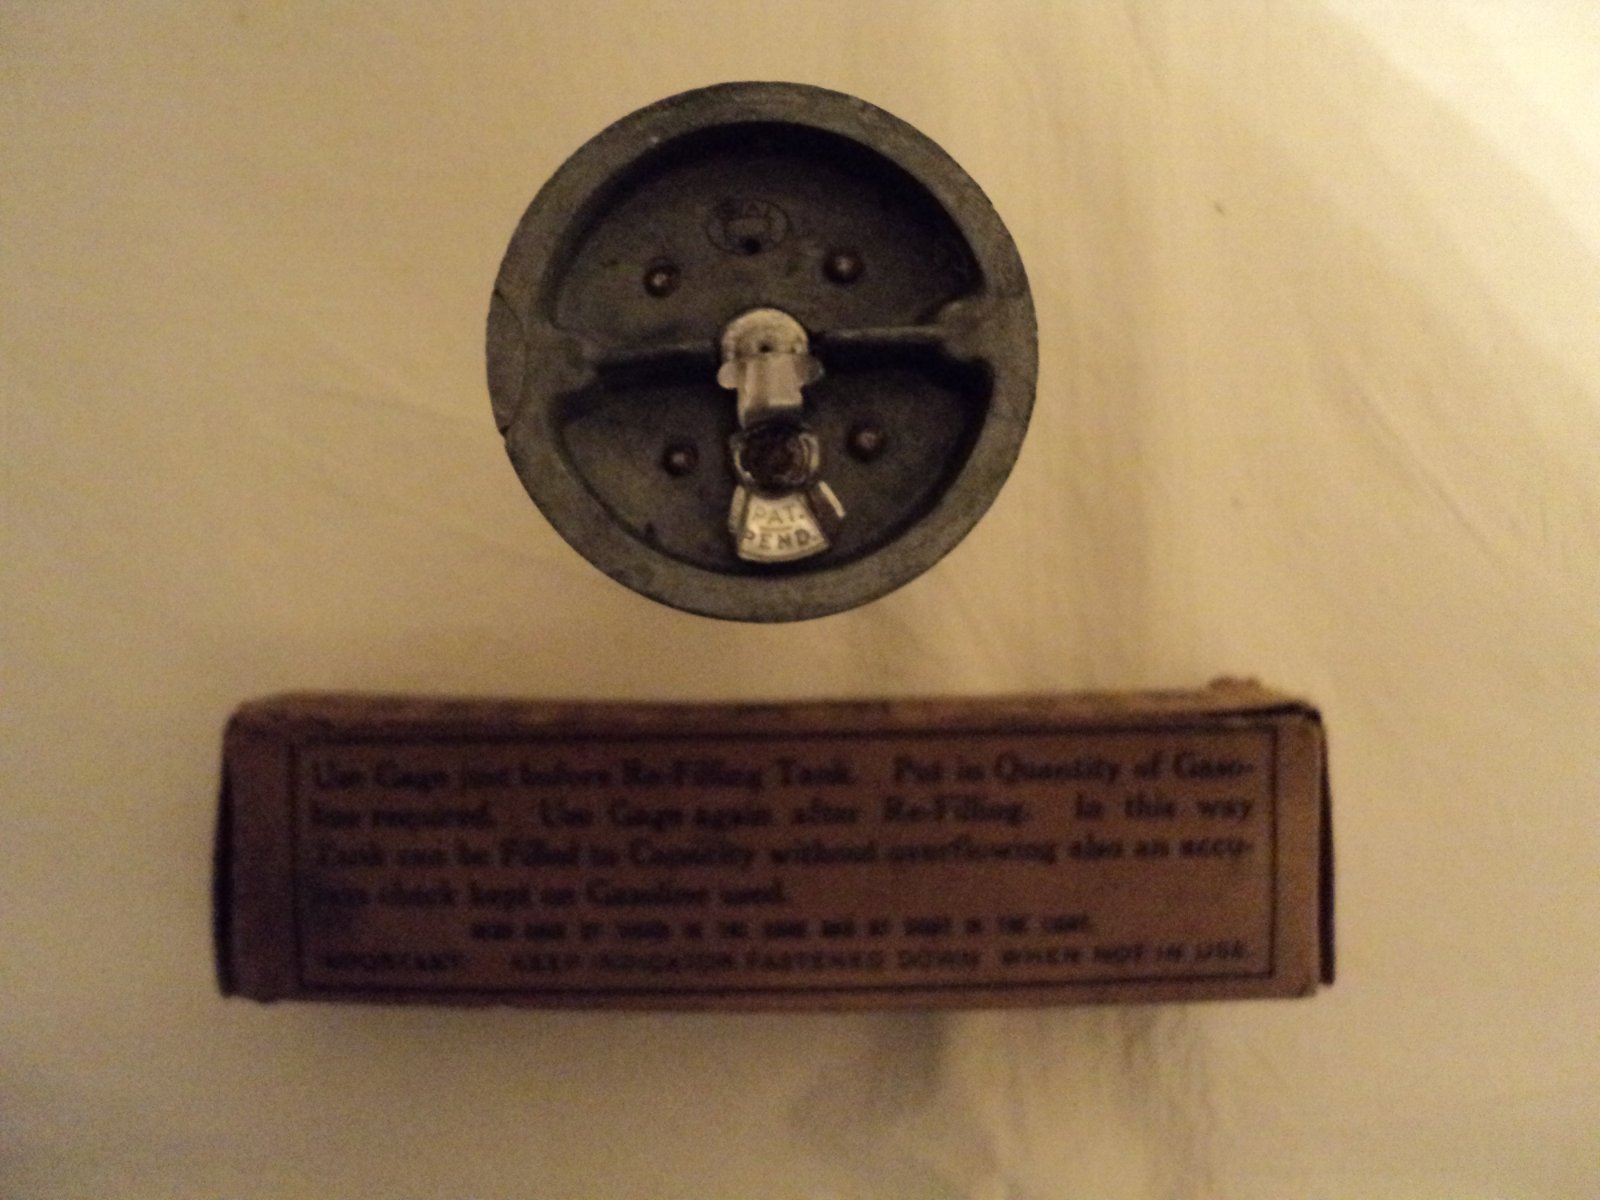 PAT.
PEND.
Use Gage just before Re-Filling Tank. Put in Quantity of Gaso-
line required. Use Gage again after Re-Filling. In this way
Tank can be Filled to Capacity without overflowing also an accu-
rate check kept on Gasoline used.
IN THE
IMPORTANT: KEEP INDICATOR FASTENED DOWN WHEN NOT IN USE.